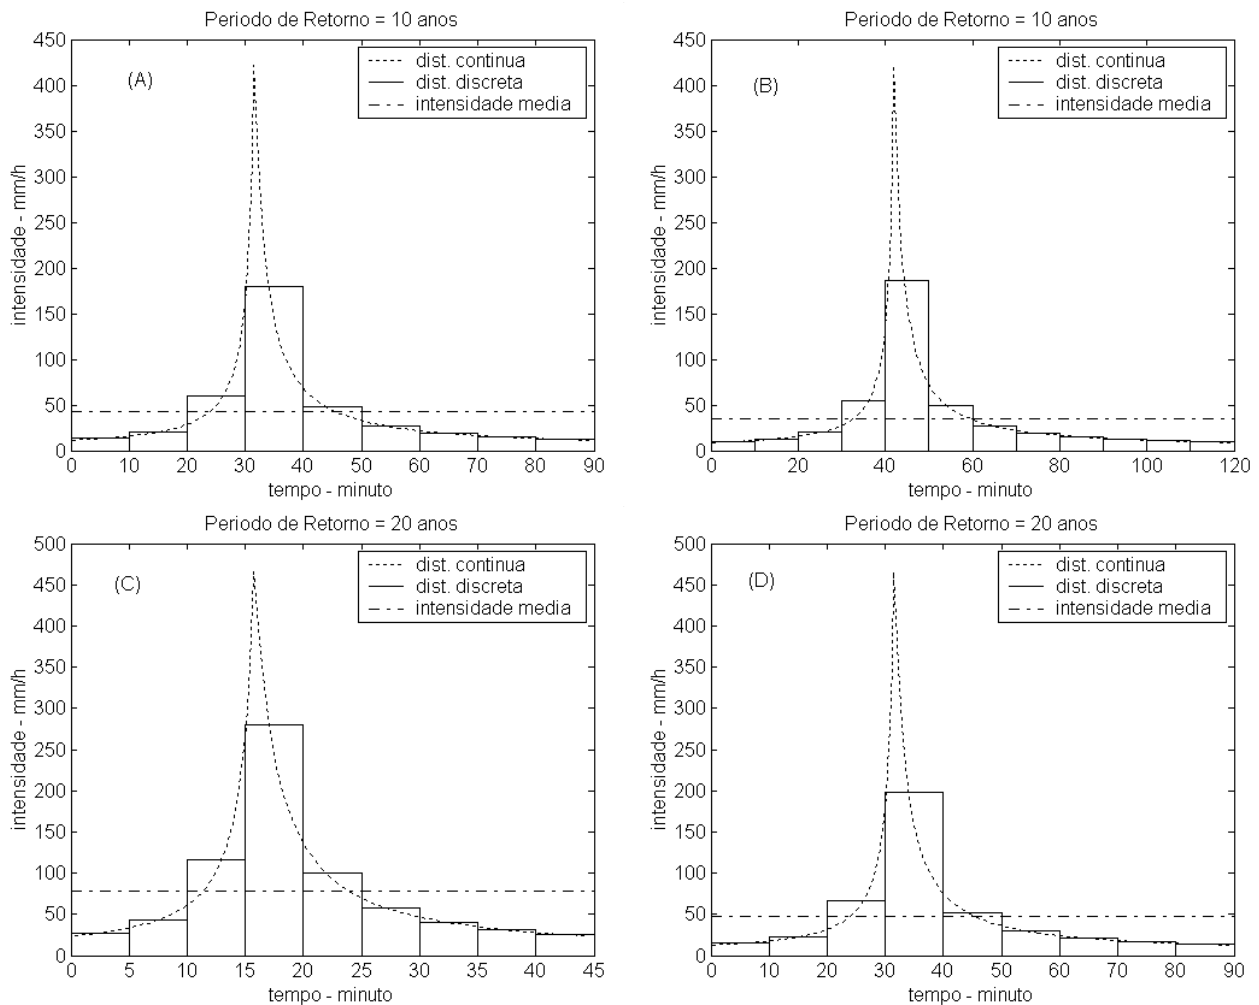 Periodo de Retorno = 10 anos
(A)
dist. continua
dist. discreta
intensidade media
intensidade - mm/h
450
400
350
300
250
200
150
100
50
0
0 10 20 30 40 50 60 70 80 90
tempo - minuto
Periodo de Retorno = 10 anos
(B)
dist. continua
dist. discreta
intensidade media
intensidade - mm/h
450
400
350
300
250
200
150
100
50
0
0 20 40 60 80 100 120
tempo - minuto
Periodo de Retorno = 20 anos
(C)
dist. continua
dist. discreta
intensidade media
intensidade - mm/h
500
450
400
350
300
250
200
150
100
50
0
0 5 10 15 20 25 30 35 40 45
tempo - minuto
Periodo de Retorno = 20 anos
(D)
dist. continua
dist. discreta
intensidade media
intensidade - mm/h
500
450
400
350
300
250
200
150
100
50
0
0 10 20 30 40 50 60 70 80 90
tempo - minuto